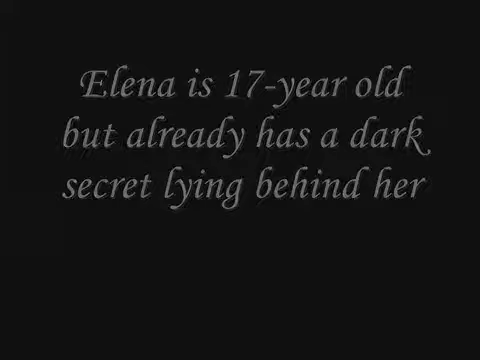 Elena is 17-year old
but already has a dark
secret lying behind her